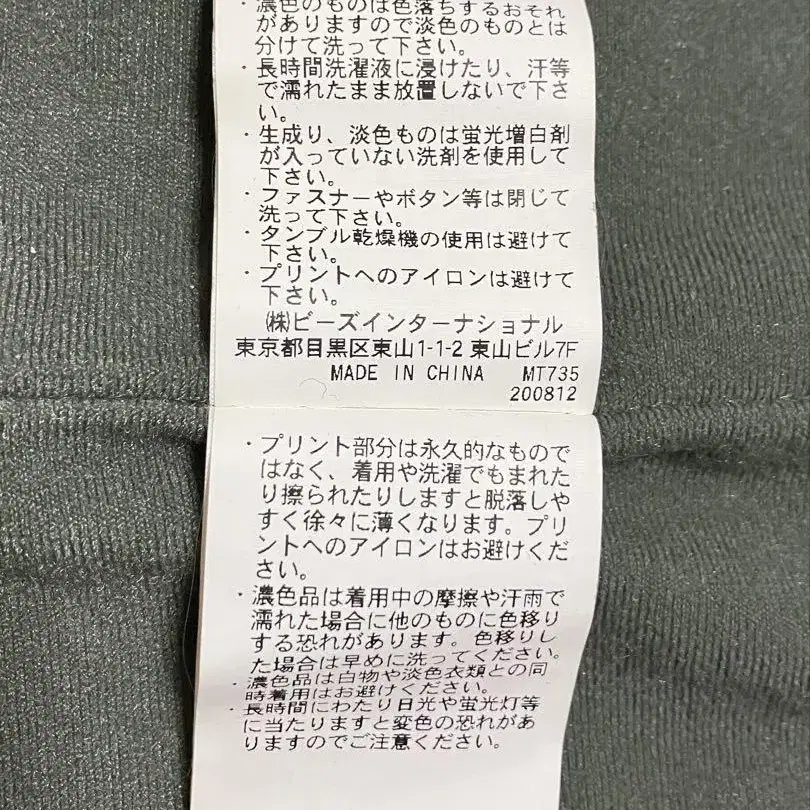 ・濃色のものは色落ちするおそれ
がありますので淡色のものとは
分けて洗って下さい。
・長時間洗濯液に浸けたり、汗等
で濡れたまま放置しないで下さ
い。
・生成り、淡色ものは蛍光増白剤
が入っていない洗剤を使用して
下さい。
・ファスナーやボタン等は閉じて
洗って下さい。
・タンブル乾燥機の使用は避けて
下さい。
・プリントへのアイロンは避けて
下さい。
㈱ビーズインターナショナル
東京都目黒区東山1-1-2 東山ビル7F
MADE IN CHINA MT735
200812
・プリント部分は永久的なもので
はなく、着用や洗濯でもまれた
り擦られたりしますと脱落しや
すく徐々に薄くなります。プリ
ントへのアイロンはお避けくだ
さい。
・濃色品は着用中の摩擦や汗雨で
濡れた場合に他のものに色移り
する恐れがあります。色移りし
た場合は早めに洗ってください。
・濃色品は白物や淡色衣類との同
時着用はお避けください。
・長時間にわたり日光や蛍光灯等
に当たりますと変色の恐れがあ
りますのでご注意ください。